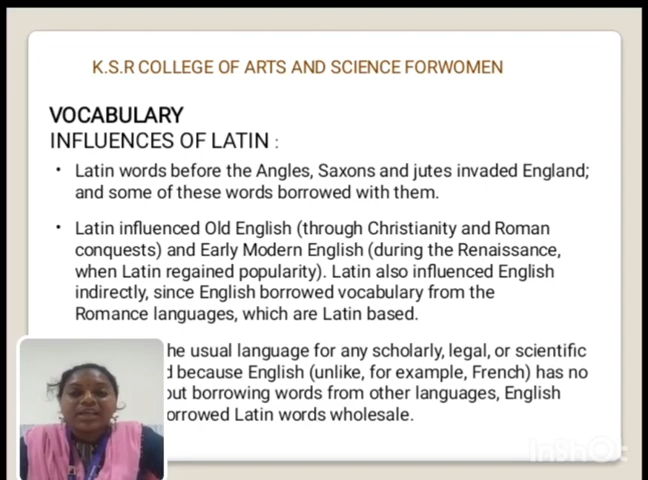 K.S.R COLLEGE OF ARTS AND SCIENCE FORWOMEN
VOCABULARY
INFLUENCES OF LATIN :
• Latin words before the Angles, Saxons and jutes invaded England;
and some of these words borrowed with them.
• Latin influenced Old English (through Christianity and Roman
conquests) and Early Modern English (during the Renaissance,
when Latin regained popularity). Latin also influenced English
indirectly, since English borrowed vocabulary from the
Romance languages, which are Latin based.
he usual language for any scholarly, legal, or scientific
d because English (unlike, for example, French) has no
out borrowing words from other languages, English
orrowed Latin words wholesale.
InShOt